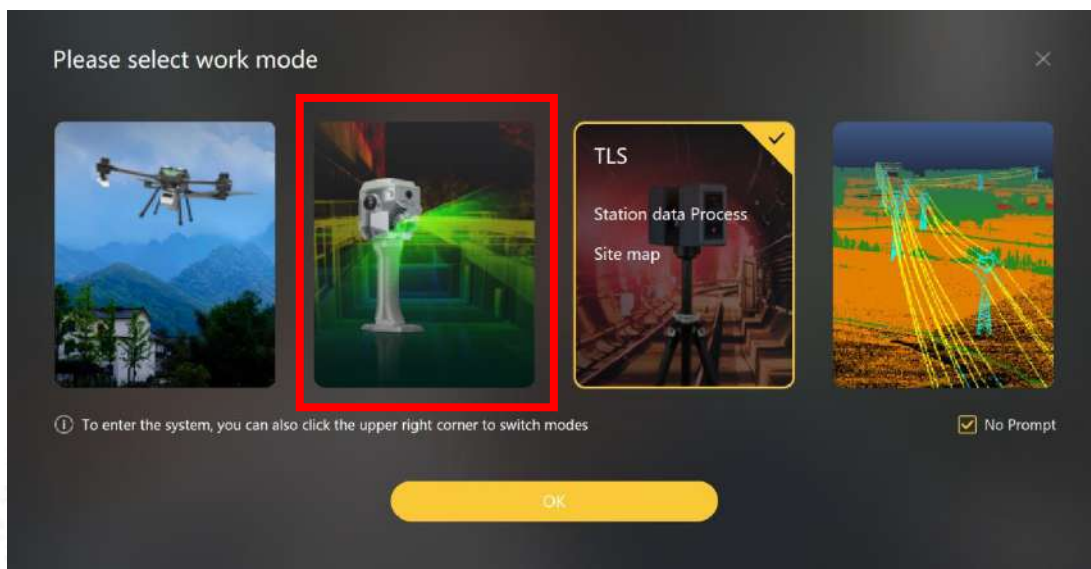 Please select work mode
TLS
Station data Process
Site map
To enter the system, you can also click the upper right corner to switch modes
No Prompt
OK